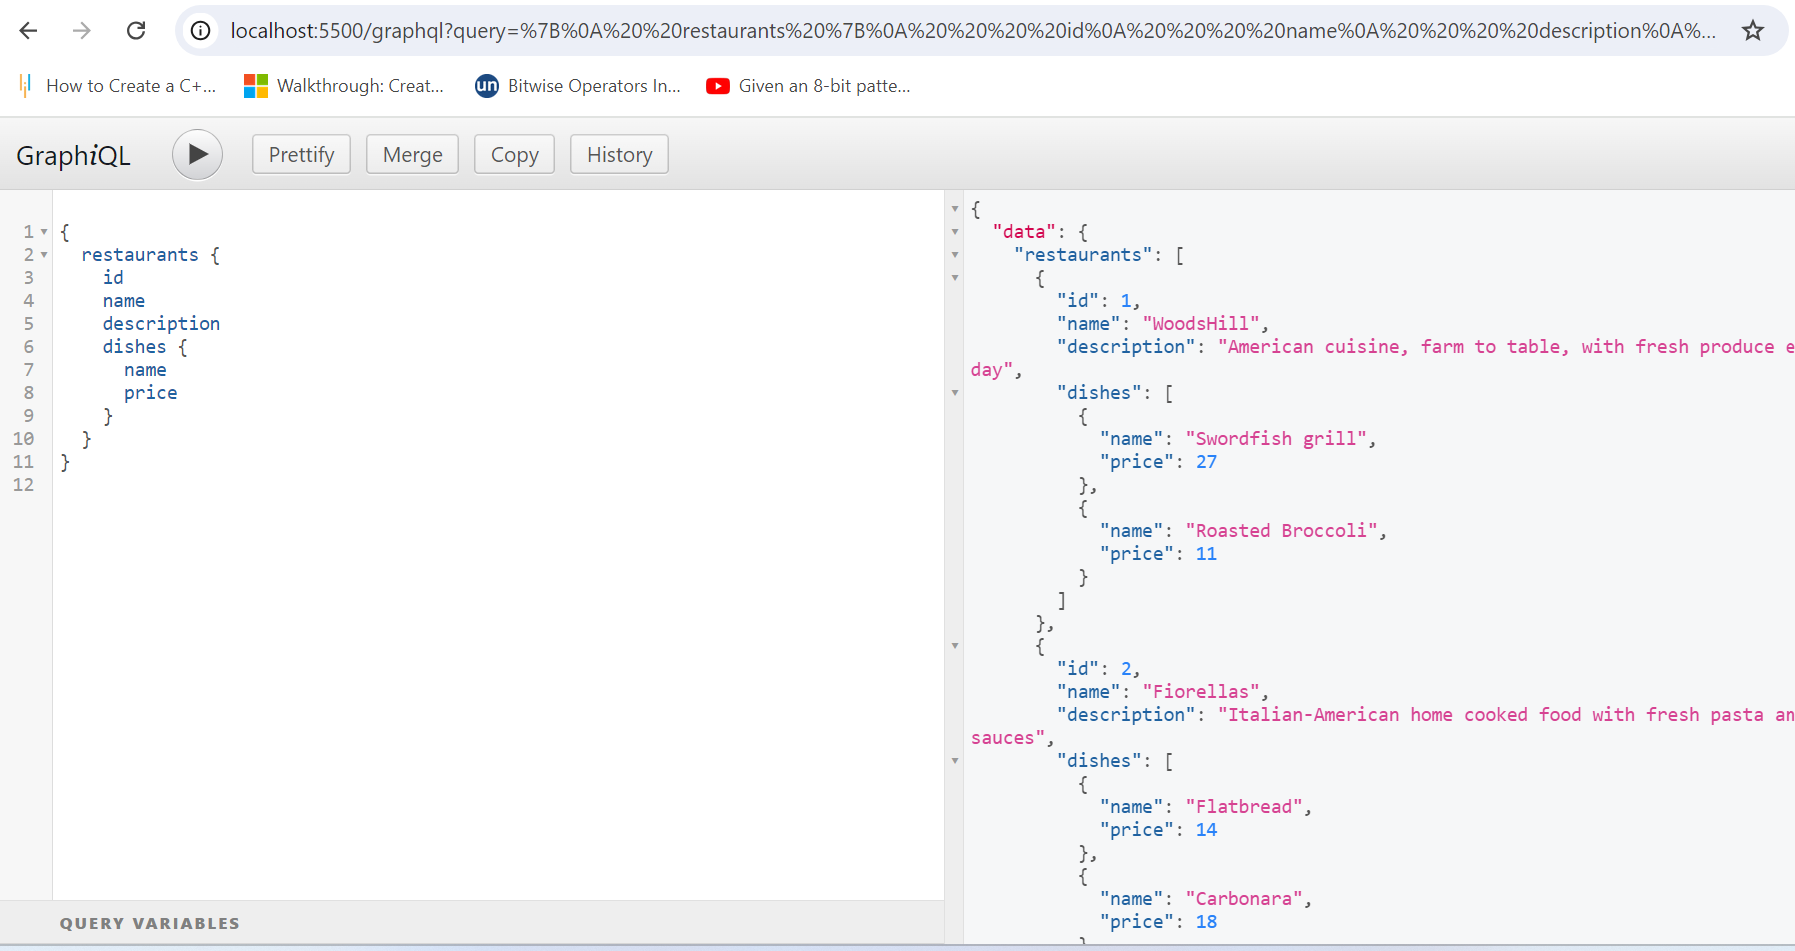 localhost:5500/graphql?query=%7B%0A%20%20restaurants%20%7B%0A%20%20%20%20id%0A%20%20%20%20name%0A%20%20%20%20description%0A%...
How to Create a C+... Walkthrough: Creat... un Bitwise Operators In... Given an 8-bit patte...
GraphiQL Prettify Merge Copy History
1 {
2 restaurants {
3 id
4 name
5 description
6 dishes {
7 name
8 price
9 }
10 }
11 }
12
QUERY VARIABLES
{
"data": {
"restaurants": [
{
"id": 1,
"name": "WoodsHill",
"description": "American cuisine, farm to table, with fresh produce e
day",
"dishes": [
{
"name": "Swordfish grill",
"price": 27
},
{
"name": "Roasted Broccoli",
"price": 11
}
]
},
{
"id": 2,
"name": "Fiorellas",
"description": "Italian-American home cooked food with fresh pasta an
sauces",
"dishes": [
{
"name": "Flatbread",
"price": 14
},
{
"name": "Carbonara",
"price": 18
}